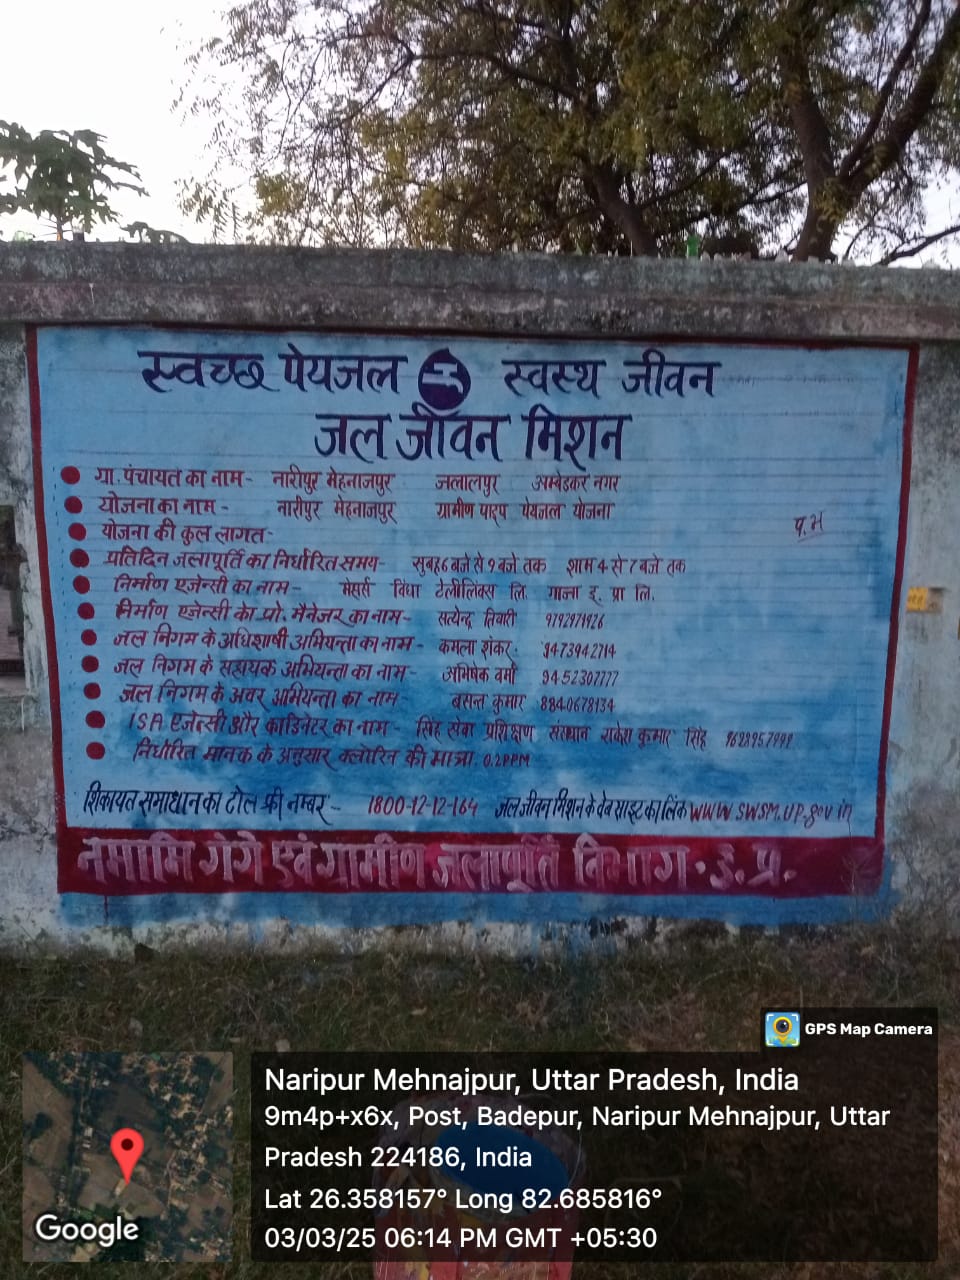 स्वच्छ पेयजल स्वस्थ जीवन
जल जीवन मिशन
ग्रा. पंचायत का नाम - नारीपुर मेहनाजपुर जलालपुर अम्बेडकर नगर
योजना का नाम - नारीपुर मेहनाजपुर ग्रामीण पाइप पेयजल योजना
प.भ
योजना की कुल लागत-
प्रतिदिन जलापूर्ति का निर्धारित समय- सुबह 6 बजे से 9 बजे तक शाम 4 से 7 बजे तक
निर्माण एजेन्सी का नाम- मेसर्स विंधा टेलीलिंक्स लि. गाजा इ. प्रा लि.
निर्माण एजेन्सी के प्रो. मैनेजर का नाम- सत्येन्द्र तिवारी 9792971926
जल निगम के अधिशाषी अभियन्ता का नाम- कमला शंकर. 9473942714
जल निगम के सहायक अभियन्ता का नाम- अभिषेक वर्मा 9452307777
जल निगम के अवर अभियन्ता का नाम- बसन्त कुमार 8840678134
ISA एजेन्सी और काडिनेटर का नाम- सिंह सेवा प्रशिक्षण संस्थान राकेश कुमार सिंह
निर्धारित मानक के अनुसार क्लोरिन की मात्रा. 0.2PPM
शिकायत समाधान का टोल फ्री नम्बर - 1800-12-12-164 जल जीवन मिशन के वेब साइट का लिंक www.swsm.up.gov.in
नमामि गंगे एवं ग्रामीण जलापूर्ति विभाग. उ. प्र.
GPS Map Camera
Naripur Mehnajpur, Uttar Pradesh, India
9m4p+x6x, Post, Badepur, Naripur Mehnajpur, Uttar
Pradesh 224186, India
Lat 26.358157° Long 82.685816°
03/03/25 06:14 PM GMT +05:30
Google